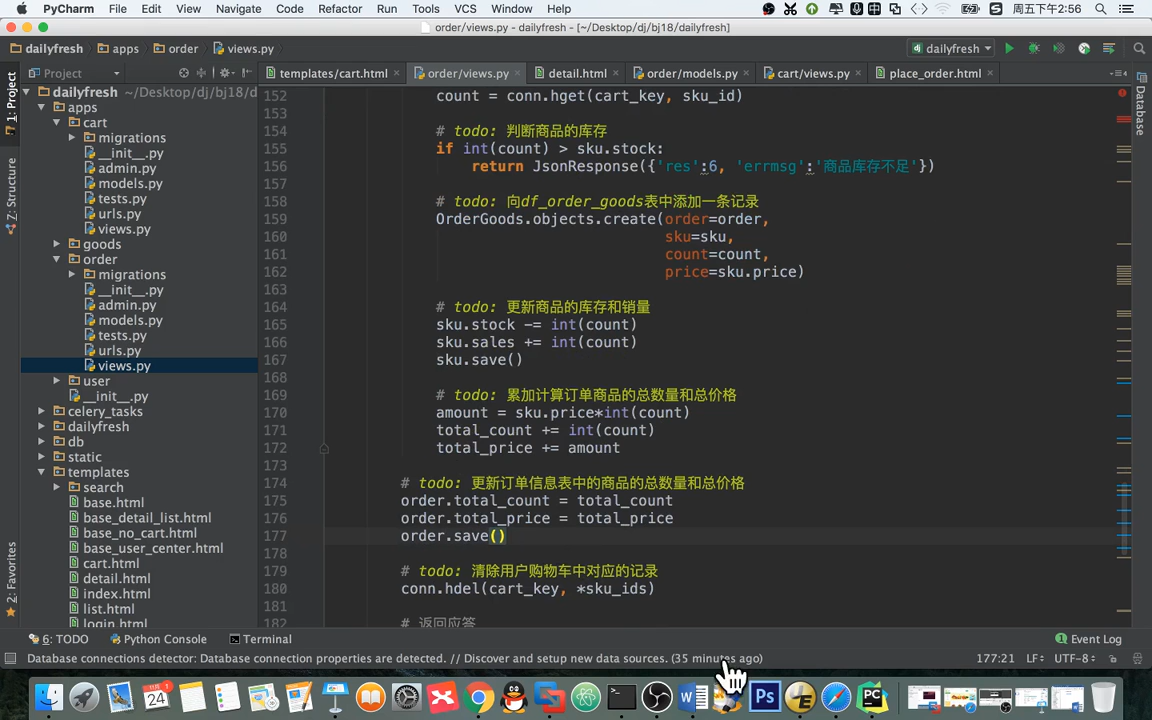 PyCharm File Edit View Navigate Code Refactor Run Tools VCS Window Help 周五下午2:56
order/views.py - dailyfresh - [~/Desktop/dj/bj18/dailyfresh]
dailyfresh apps order views.py dailyfresh
Project templates/cart.html order/views.py detail.html order/models.py cart/views.py place_order.html
1: Project
Z: Structure
2: Favorites
Database
dailyfresh ~/Desktop/dj/bj18/d
apps
cart
migrations
__init__.py
admin.py
models.py
tests.py
urls.py
views.py
goods
order
migrations
__init__.py
admin.py
models.py
tests.py
urls.py
views.py
user
__init__.py
celery_tasks
dailyfresh
db
static
templates
search
base.html
base_detail_list.html
base_no_cart.html
base_user_center.html
cart.html
detail.html
index.html
list.html
login.html
152 count = conn.hget(cart_key, sku_id)
153
154 # todo: 判断商品的库存
155 if int(count) > sku.stock:
156 return JsonResponse({'res':6, 'errmsg':'商品库存不足'})
157
158 # todo: 向df_order_goods表中添加一条记录
159 OrderGoods.objects.create(order=order,
160 sku=sku,
161 count=count,
162 price=sku.price)
163
164 # todo: 更新商品的库存和销量
165 sku.stock -= int(count)
166 sku.sales += int(count)
167 sku.save()
168
169 # todo: 累加计算订单商品的总数量和总价格
170 amount = sku.price*int(count)
171 total_count += int(count)
172 total_price += amount
173
174 # todo: 更新订单信息表中的商品的总数量和总价格
175 order.total_count = total_count
176 order.total_price = total_price
177 order.save()
178
179 # todo: 清除用户购物车中对应的记录
180 conn.hdel(cart_key, *sku_ids)
181
182 # 返回应答
6: TODO Python Console Terminal Event Log
Database connections detector: Database connection properties are detected. // Discover and setup new data sources. (35 minutes ago) 177:21 LF UTF-8
24